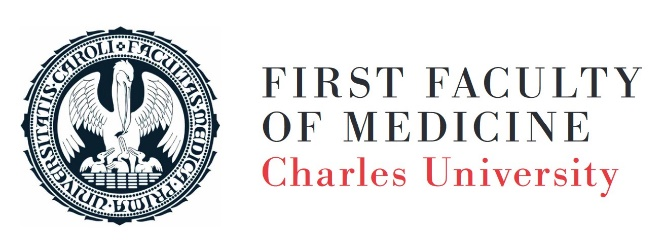 UNIVERSITATIS · CAROLI ✥ FACULTAS · MEDICA · PRIMA ·
FIRST FACULTY
OF MEDICINE
Charles University